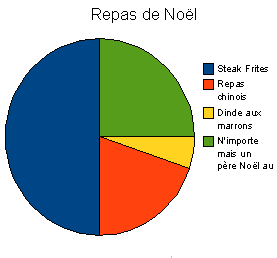 Repas de Noël
Steak Frites
Repas
chinois
Dinde aux
marrons
N'importe
mais un
père Noël au